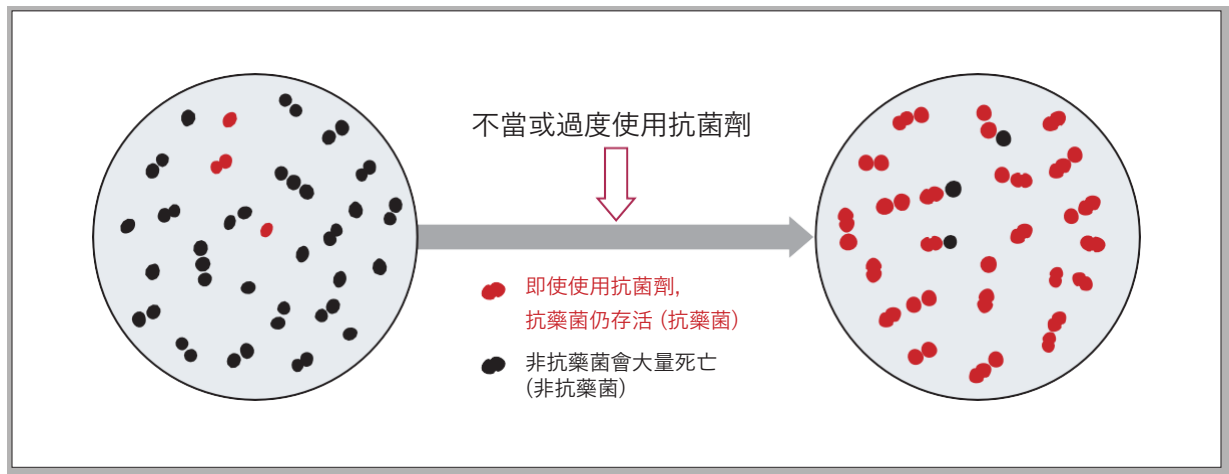 不當或過度使用抗菌劑
即使使用抗菌劑,
抗藥菌仍存活 (抗藥菌)
非抗藥菌會大量死亡
(非抗藥菌)